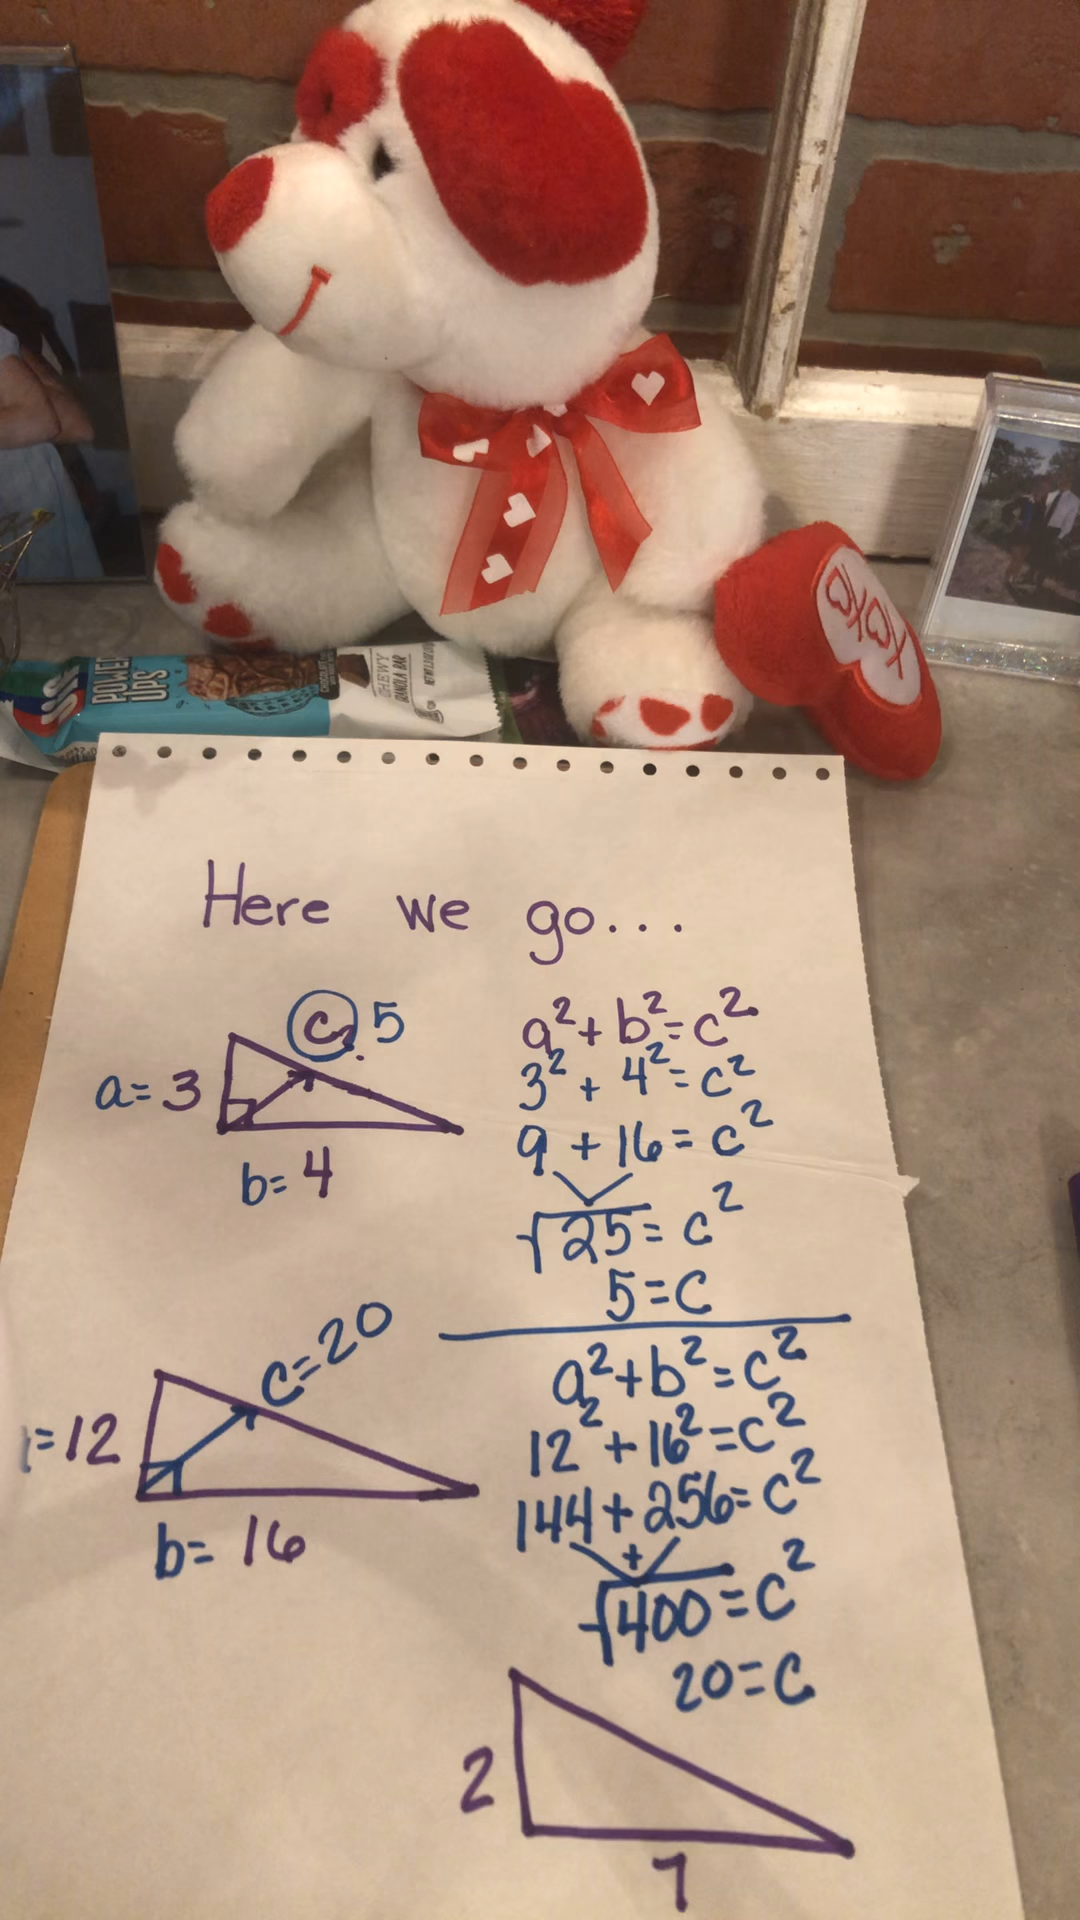 XOXO
POWER
UPS
CHEWY
GRANOLA BAR
Here we go...
c² 5
a=3
b=4
a²+b²=c²
3²+4²=c²
9+16=c²
√25=c²
5=c
c=20
=12
b=16
a²+b²=c²
12²+16²=c²
144+256=c²
+
√400=c²
20=c
2
7